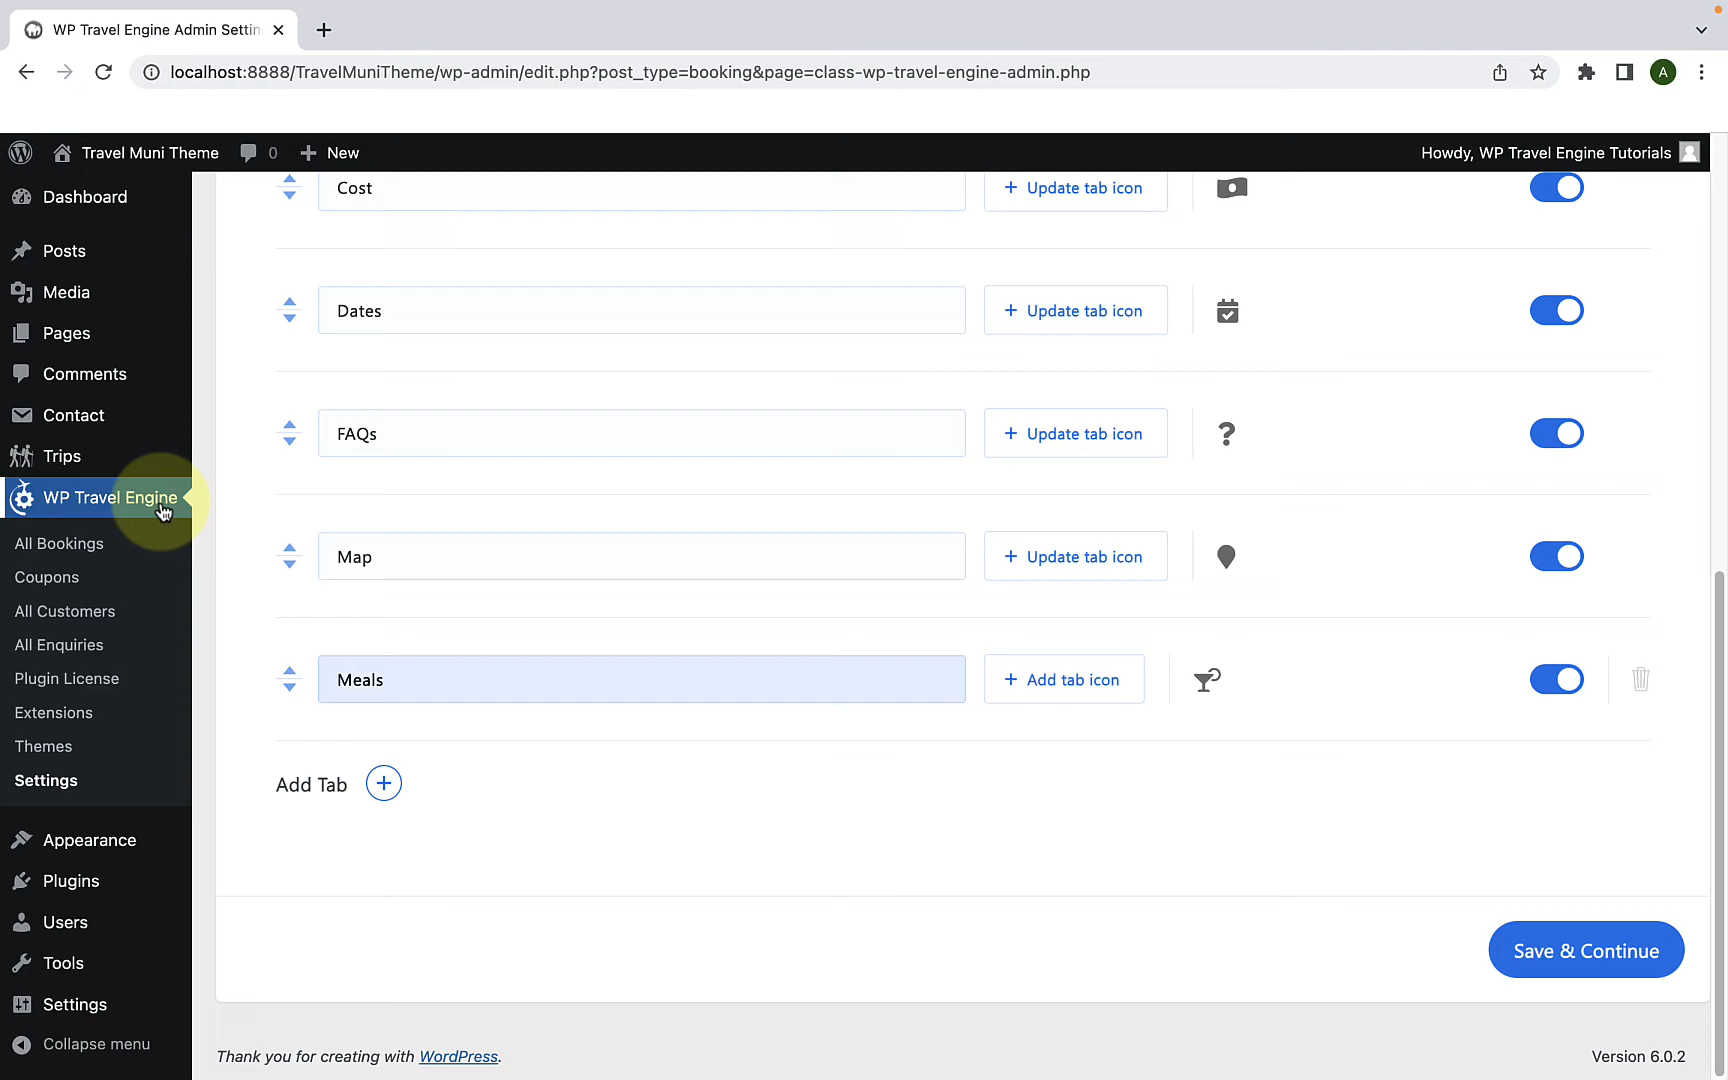 WP Travel Engine Admin Settin
localhost:8888/TravelMuniTheme/wp-admin/edit.php?post_type=booking&page=class-wp-travel-engine-admin.php
A
Travel Muni Theme
0
New
Howdy, WP Travel Engine Tutorials
Dashboard
Posts
Media
Pages
Comments
Contact
Trips
WP Travel Engine
All Bookings
Coupons
All Customers
All Enquiries
Plugin License
Extensions
Themes
Settings
Appearance
Plugins
Users
Tools
Settings
Collapse menu
Cost
+ Update tab icon
Dates
+ Update tab icon
FAQs
+ Update tab icon
Map
+ Update tab icon
Meals
+ Add tab icon
Add Tab
Save & Continue
Thank you for creating with WordPress.
Version 6.0.2